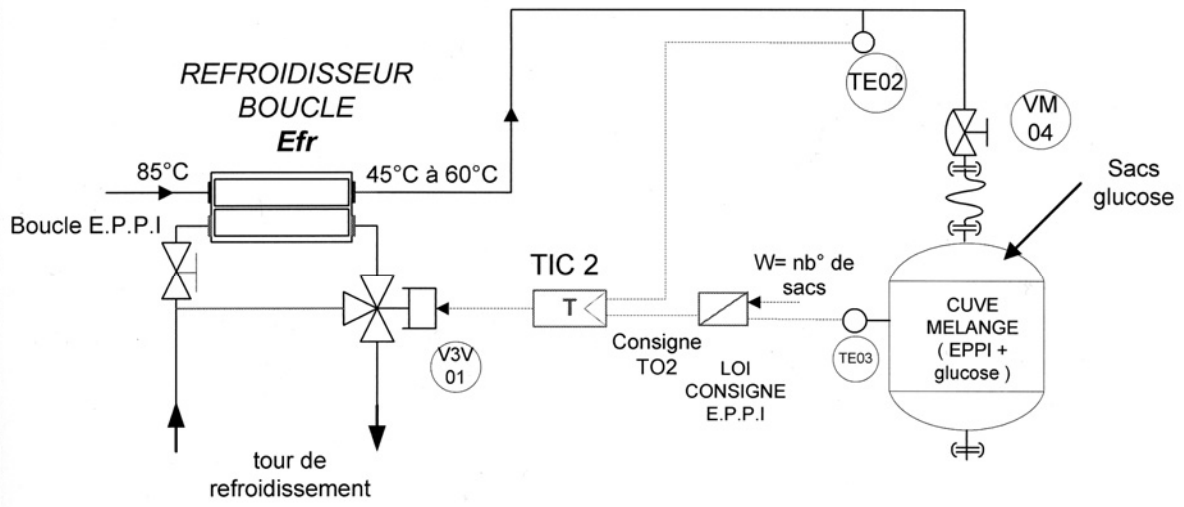 REFROIDISSEUR
BOUCLE
Efr
85°C
45°C à 60°C
Boucle E.P.P.I
TE02
VM
04
Sacs
glucose
TIC 2
T
W= nb° de
sacs
Consigne
TO2
LOI
CONSIGNE
E.P.P.I
TE03
CUVE
MELANGE
( EPPI +
glucose )
V3V
01
tour de
refroidissement